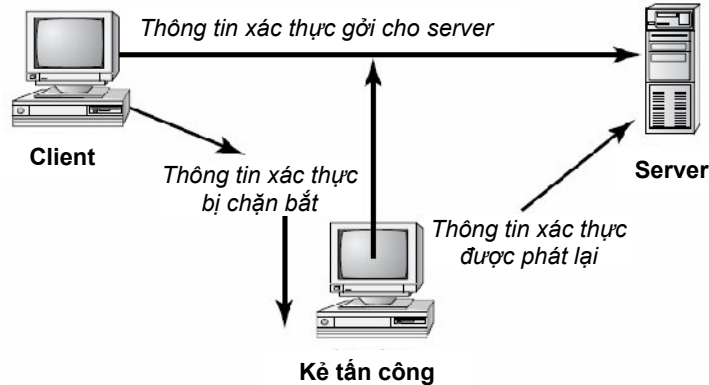 Thông tin xác thực gởi cho server
Client
Server
Thông tin xác thực
bị chặn bắt
Thông tin xác thực
được phát lại
Kẻ tấn công